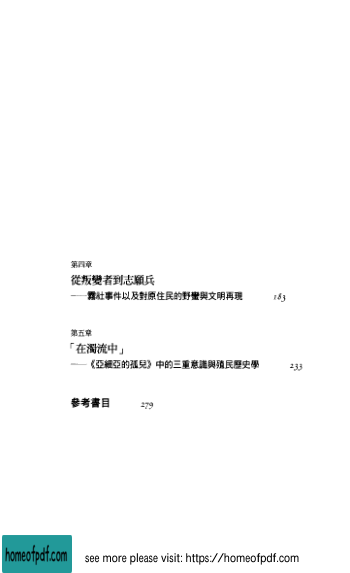 第四章
從叛變者到志願兵
——霧社事件以及對原住民的野蠻與文明再現 183
第五章
「在濁流中」
——《亞細亞的孤兒》中的三重意識與殖民歷史學 233
參考書目 279
homeofpdf.com
see more please visit: https://homeofpdf.com